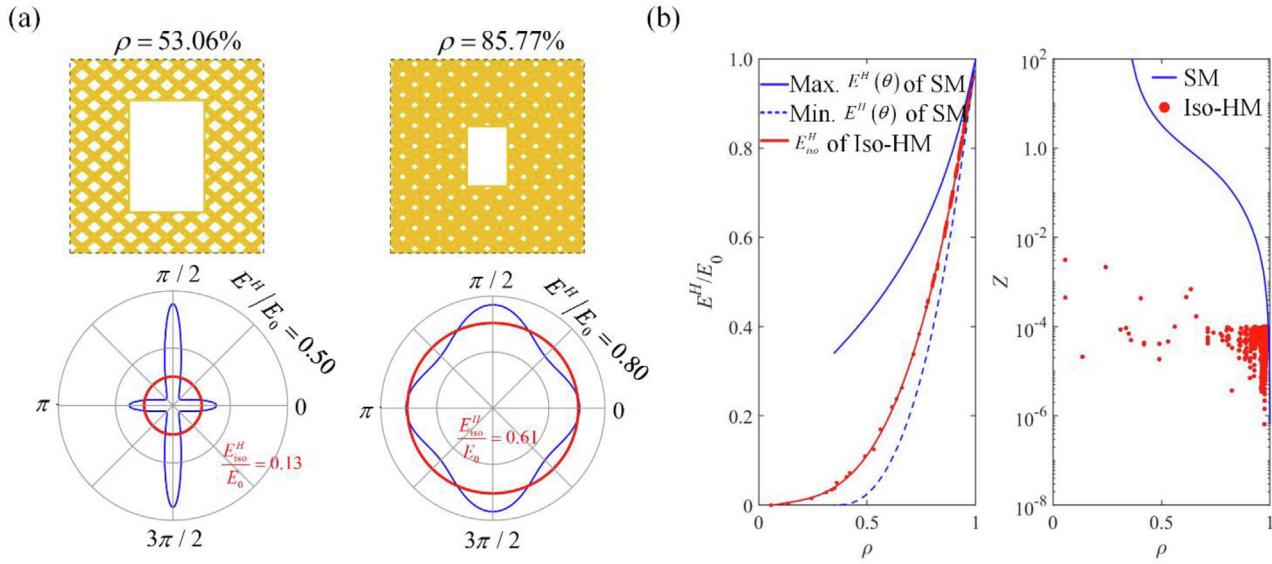 (a)
ρ = 53.06%
ρ = 85.77%
π / 2
E^H/E_0 = 0.50
π
0
E^H_iso/E_0 = 0.13
3π / 2
π / 2
E^H/E_0 = 0.80
π
0
E^H_iso/E_0 = 0.61
3π / 2
(b)
1.0
0.8
0.6
0.4
0.2
0
E^H/E_0
Max. E^H(θ) of SM
Min. E^H(θ) of SM
E^H_iso of Iso-HM
0
0.5
1
ρ
10^2
10^0
10^-2
10^-4
10^-6
10^-8
Z
SM
Iso-HM
0
0.5
1
ρ